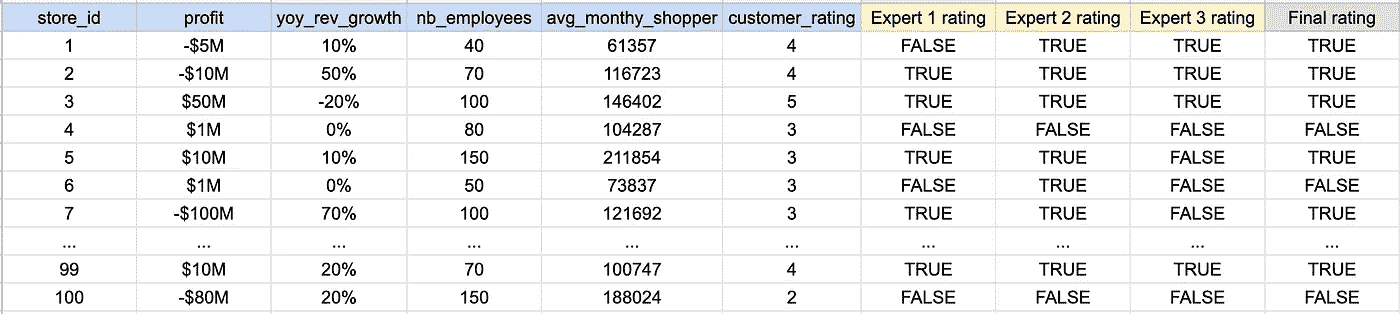 store_id profit yoy_rev_growth nb_employees avg_monthy_shopper customer_rating Expert 1 rating Expert 2 rating Expert 3 rating Final rating
1 -$5M 10% 40 61357 4 FALSE TRUE TRUE TRUE
2 -$10M 50% 70 116723 4 TRUE TRUE TRUE TRUE
3 $50M -20% 100 146402 5 TRUE TRUE TRUE TRUE
4 $1M 0% 80 104287 3 FALSE FALSE FALSE FALSE
5 $10M 10% 150 211854 3 TRUE TRUE FALSE TRUE
6 $1M 0% 50 73837 3 FALSE TRUE FALSE FALSE
7 -$100M 70% 100 121692 3 TRUE TRUE FALSE TRUE
... ... ... ... ... ... ... ... ... ...
99 $10M 20% 70 100747 4 TRUE TRUE TRUE TRUE
100 -$80M 20% 150 188024 2 FALSE FALSE FALSE FALSE